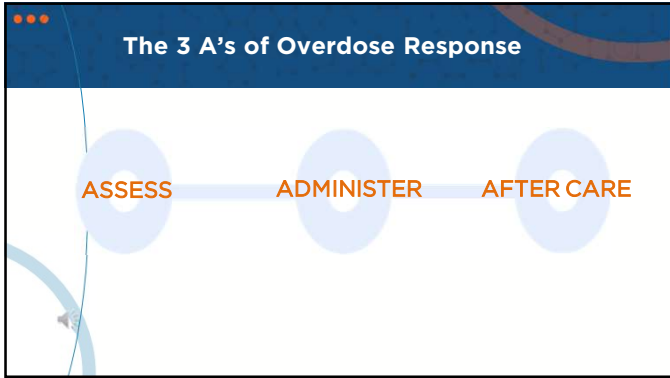 The 3 A's of Overdose Response
ASSESS ADMINISTER AFTER CARE